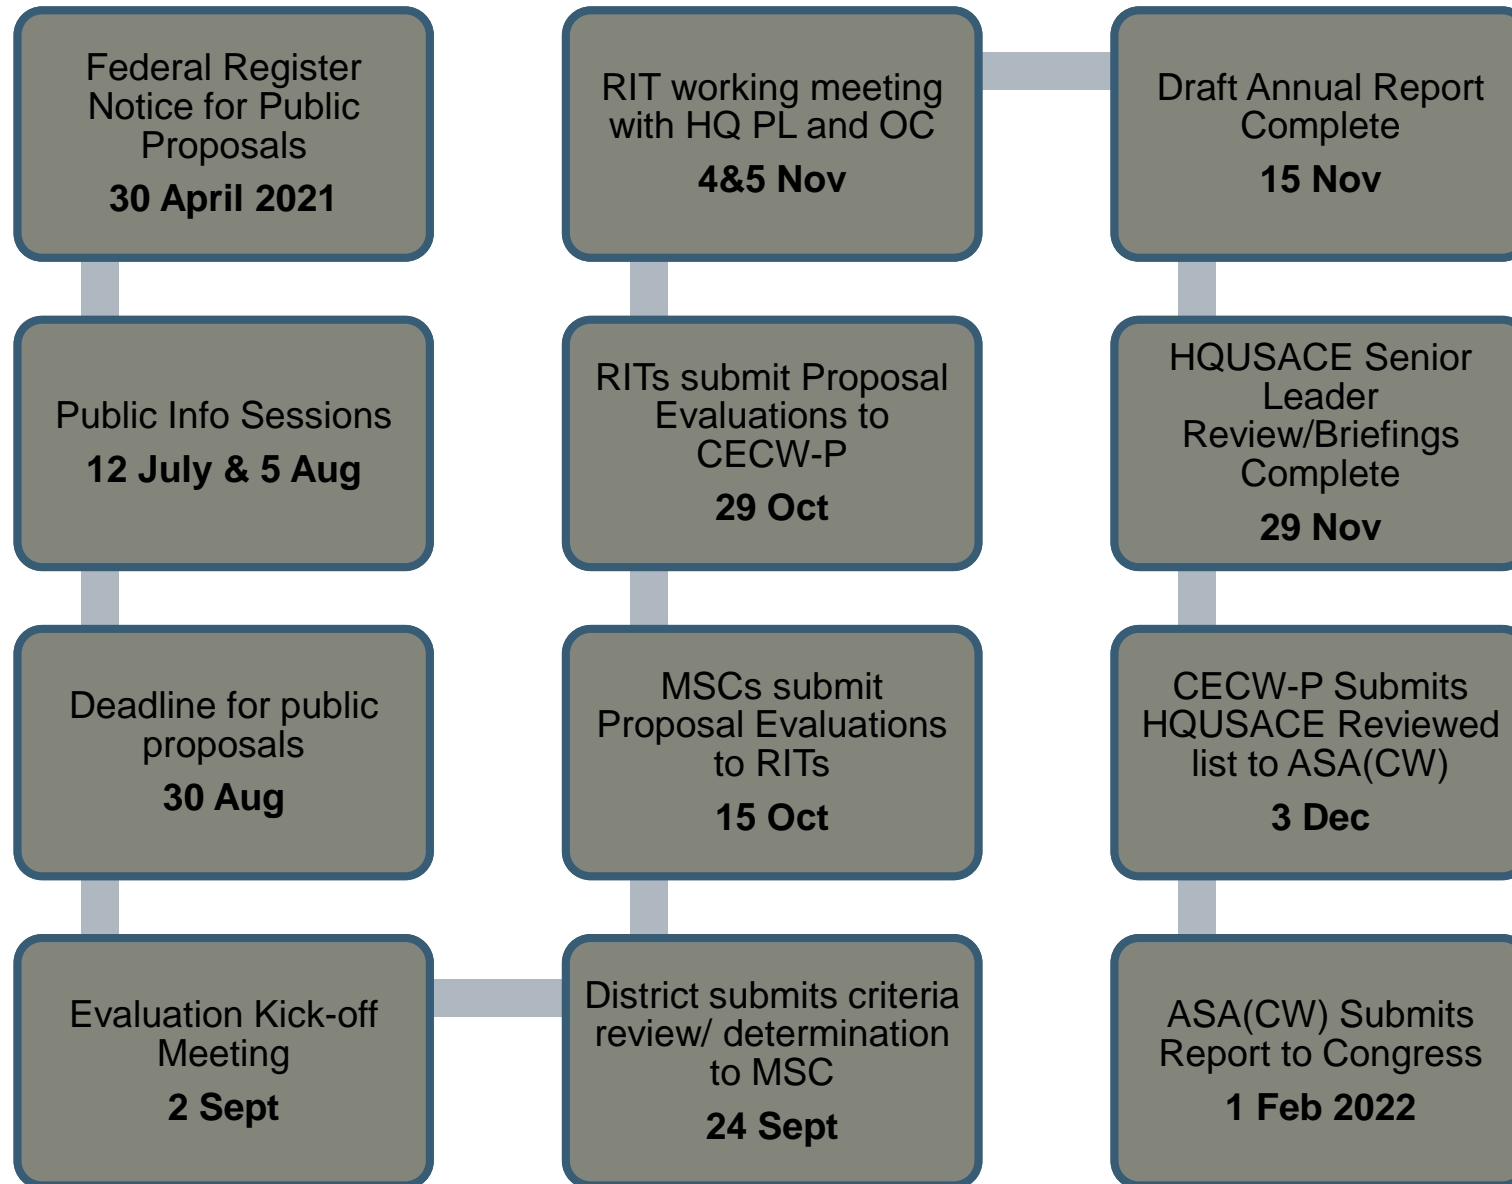 Federal Register
Notice for Public
Proposals
30 April 2021
Public Info Sessions
12 July & 5 Aug
Deadline for public
proposals
30 Aug
Evaluation Kick-off
Meeting
2 Sept
District submits criteria
review/ determination
to MSC
24 Sept
MSCs submit
Proposal Evaluations
to RITs
15 Oct
RITs submit Proposal
Evaluations to
CECW-P
29 Oct
RIT working meeting
with HQ PL and OC
4&5 Nov
Draft Annual Report
Complete
15 Nov
HQUSACE Senior
Leader
Review/Briefings
Complete
29 Nov
CECW-P Submits
HQUSACE Reviewed
list to ASA(CW)
3 Dec
ASA(CW) Submits
Report to Congress
1 Feb 2022